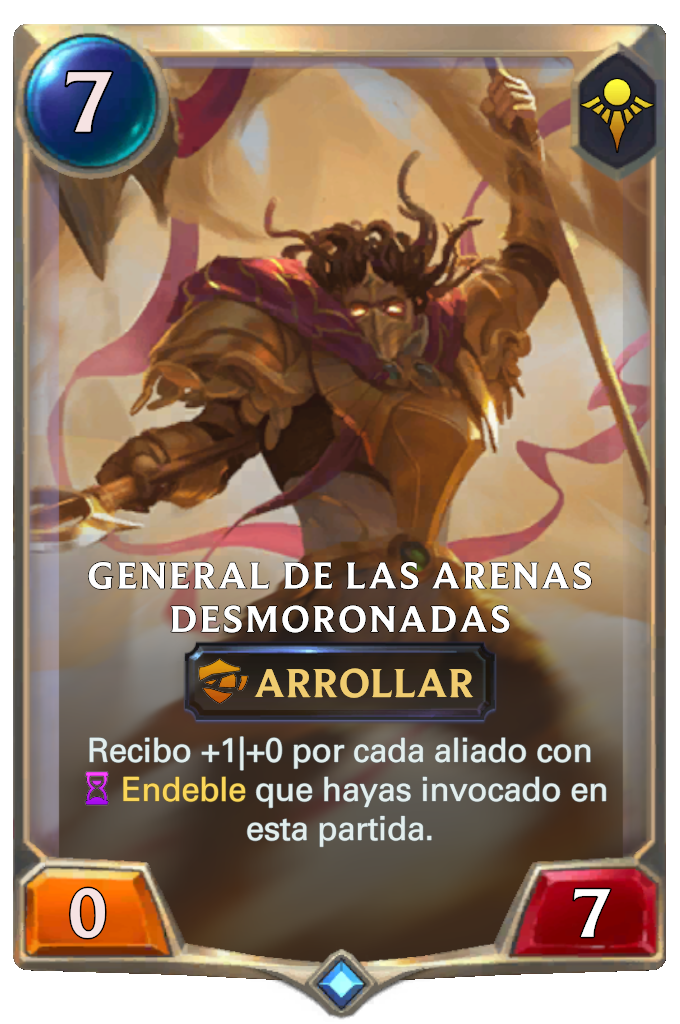 7
GENERAL DE LAS ARENAS
DESMORONADAS
ARROLLAR
Recibo +1|+0 por cada aliado con
Endeble que hayas invocado en
esta partida.
0
7